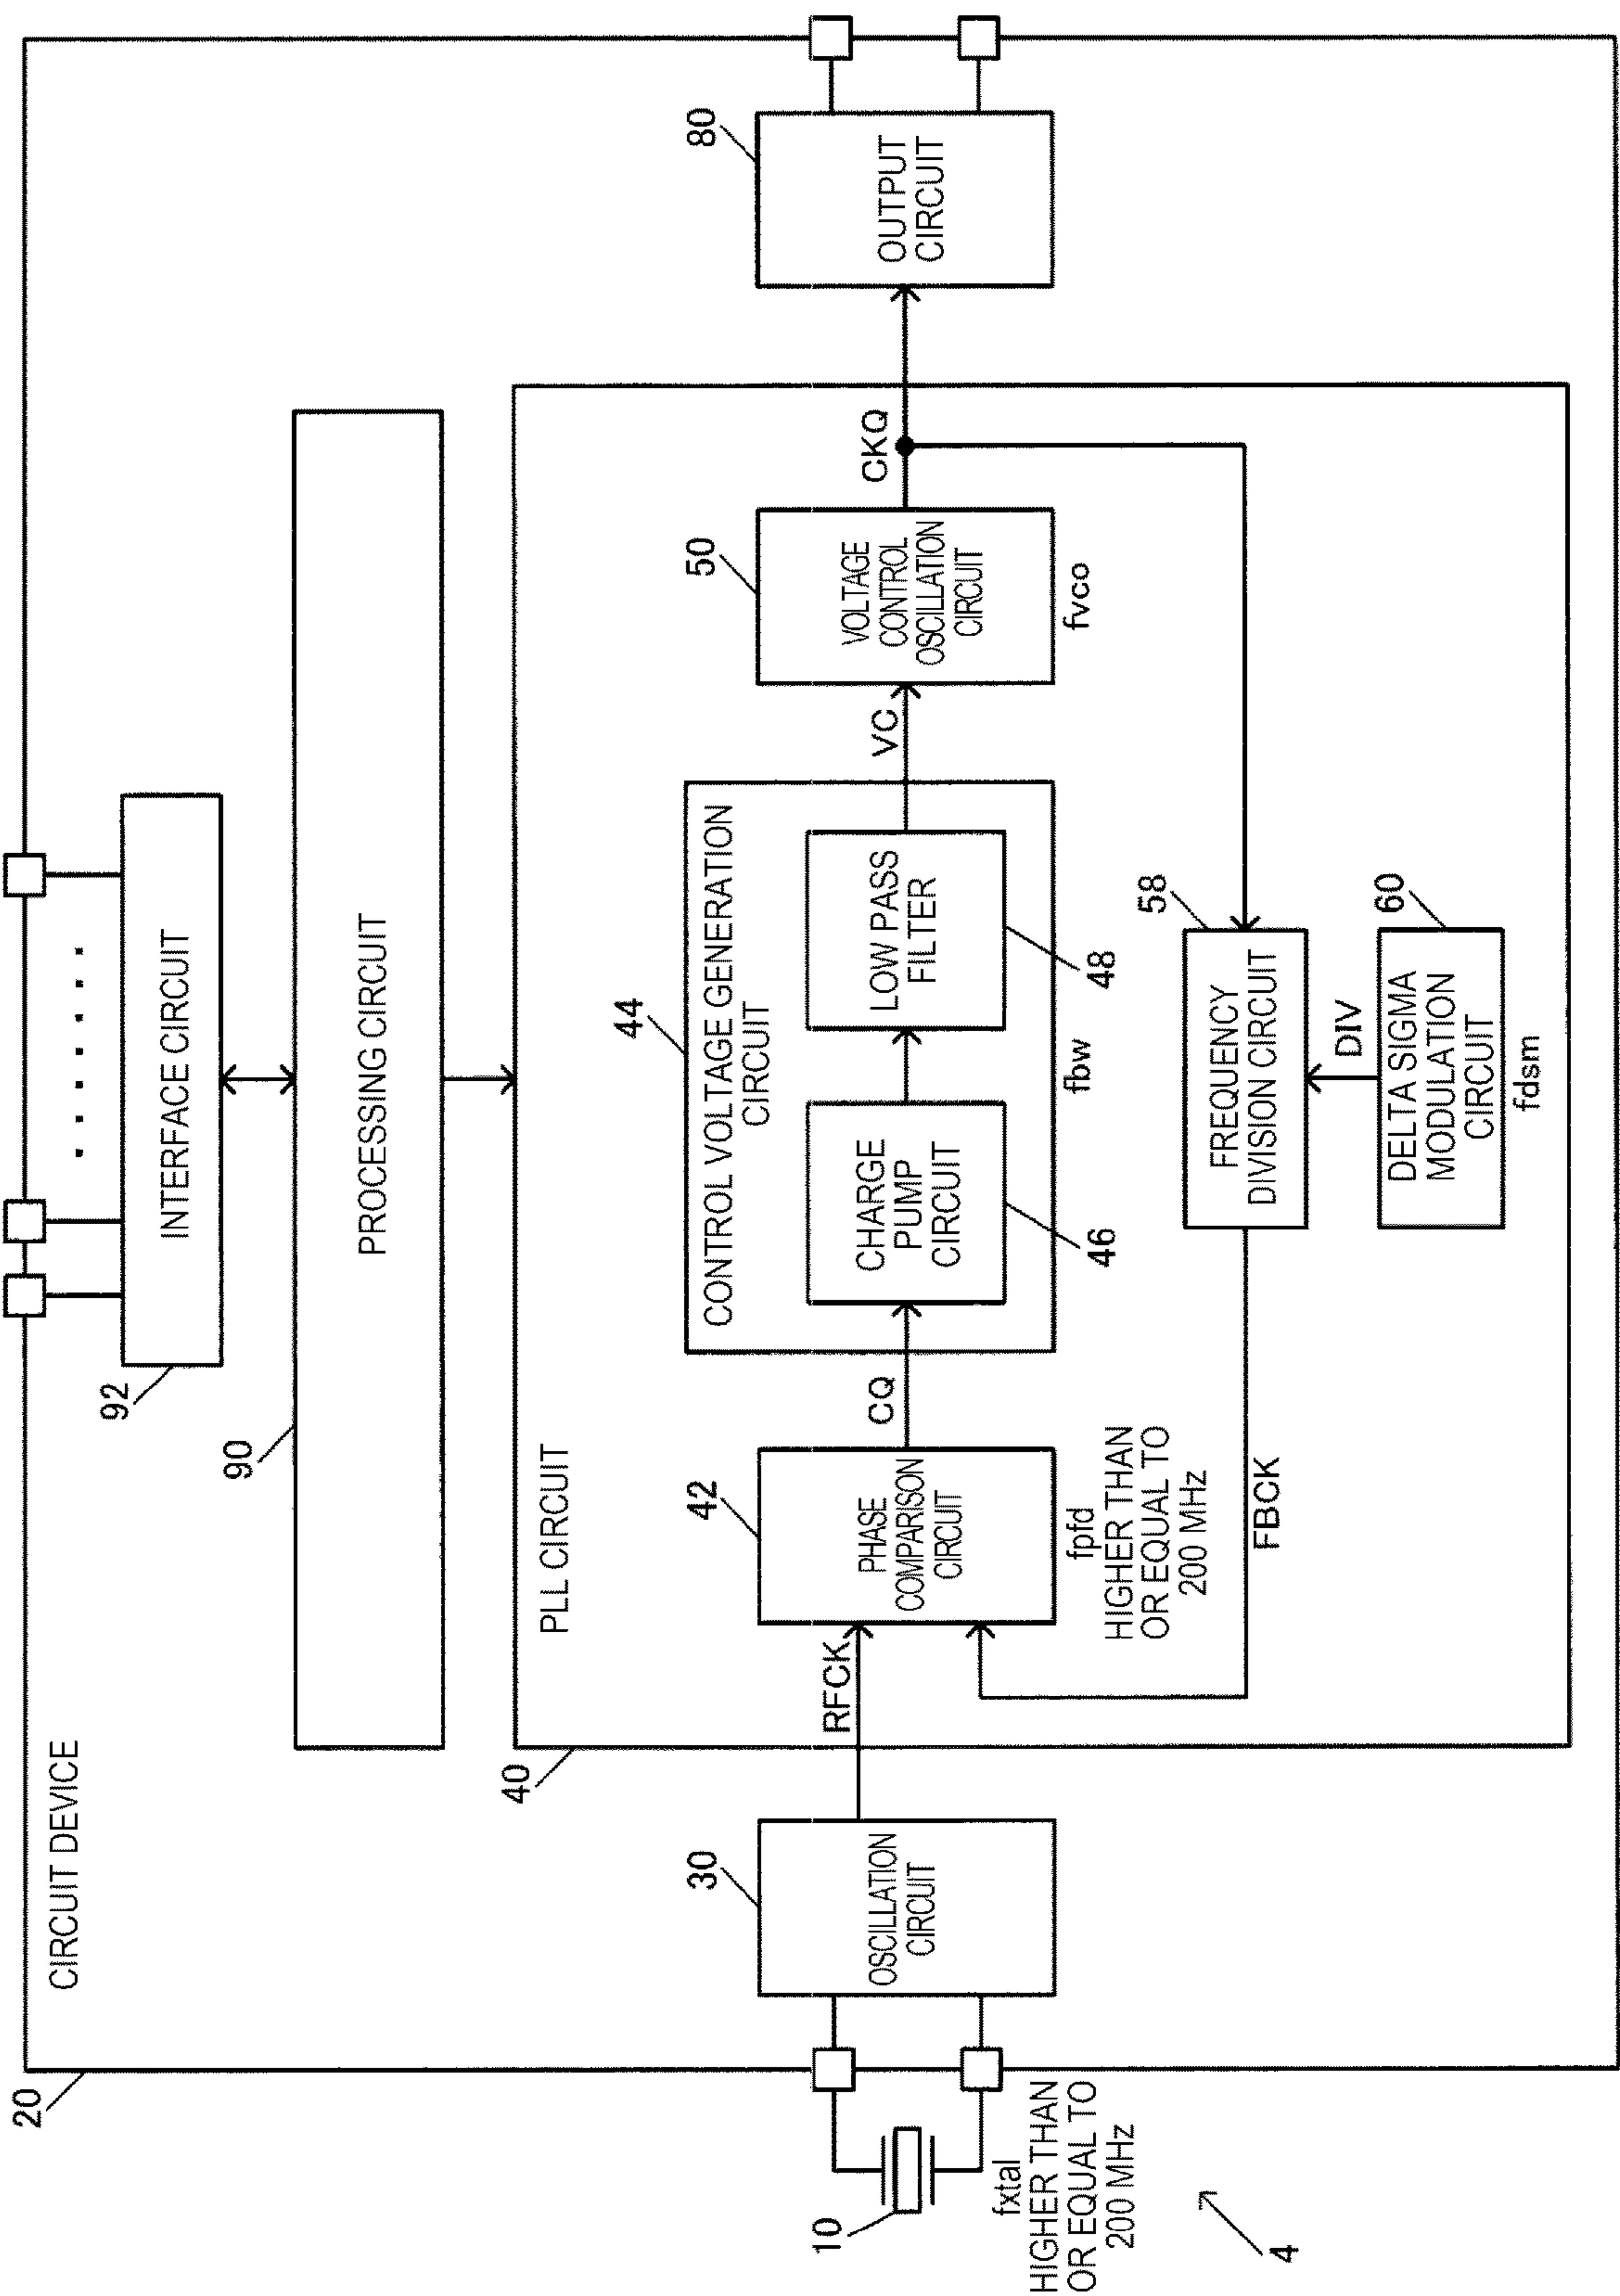 20
CIRCUIT DEVICE
92
INTERFACE CIRCUIT
90
PROCESSING CIRCUIT
40
PLL CIRCUIT
10
fxtal
HIGHER THAN
OR EQUAL TO
200 MHz
4
30
OSCILLATION
CIRCUIT
RFCK
42
PHASE
COMPARISON
CIRCUIT
fpfd
HIGHER THAN
OR EQUAL TO
200 MHz
CQ
44
CONTROL VOLTAGE GENERATION
CIRCUIT
CHARGE
PUMP
CIRCUIT
46
LOW PASS
FILTER
48
fbw
VC
50
VOLTAGE
CONTROL
OSCILLATION
CIRCUIT
fvco
CKQ
80
OUTPUT
CIRCUIT
FBCK
58
FREQUENCY
DIVISION CIRCUIT
DIV
60
DELTA SIGMA
MODULATION
CIRCUIT
fdsm